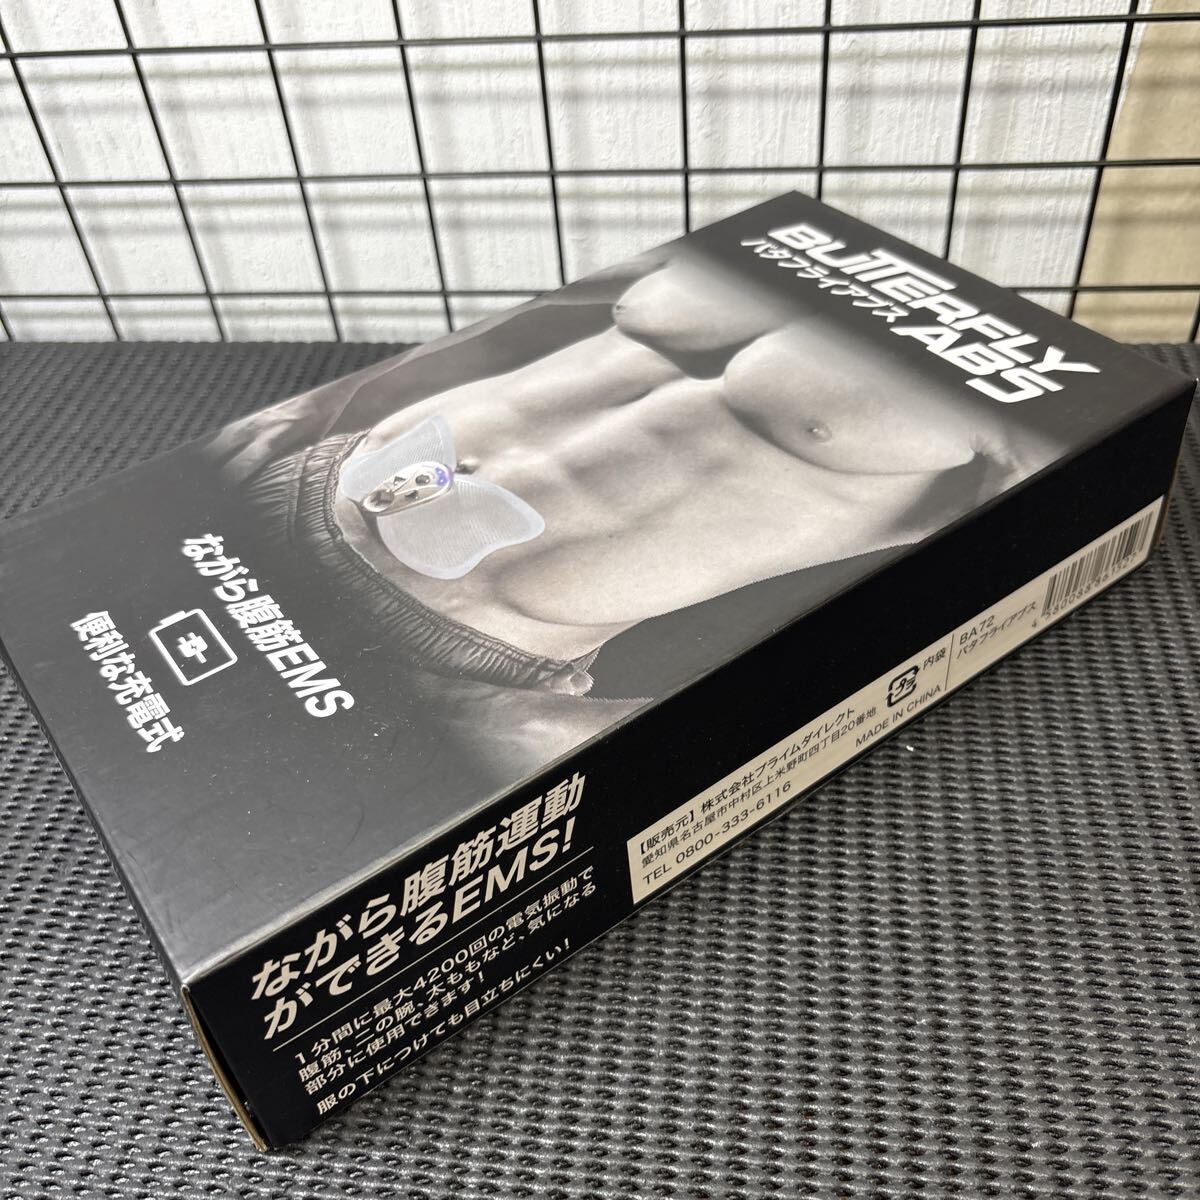 BUTTERFLY
バタフライアブス ABS
ながら腹筋EMS
便利な充電式
ながら腹筋運動
ができるEMS!
1分間に最大4200回の電気振動で
腹筋、二の腕、太ももなど、気になる
部分に使用できます!
服の下につけても目立ちにくい!
【販売元】株式会社プライムダイレクト
愛知県名古屋市中村区上米野町四丁目20番地
TEL 0800-333-6116
MADE IN CHINA
プラ
内袋
BA72
バタフライアブス